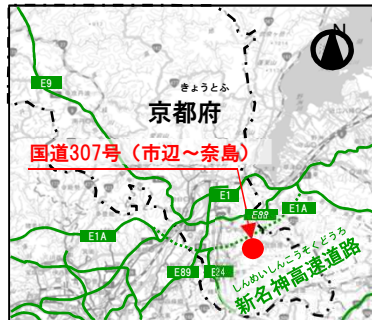 N
E9
きょうとふ
京都府
国道307号（市辺～奈島）
E1
E88
E1A
E1A
E89
E24
しんめいしんこうそくどうろ
新名神高速道路